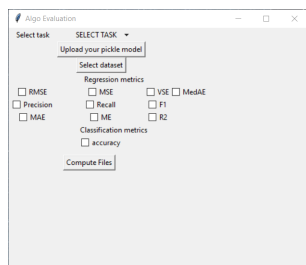 Algo Evaluation
Select task SELECT TASK
Upload your pickle model
Select dataset
Regression metrics
RMSE MSE VSE MedAE
Precision Recall F1
MAE ME R2
Classification metrics
accuracy
Compute Files